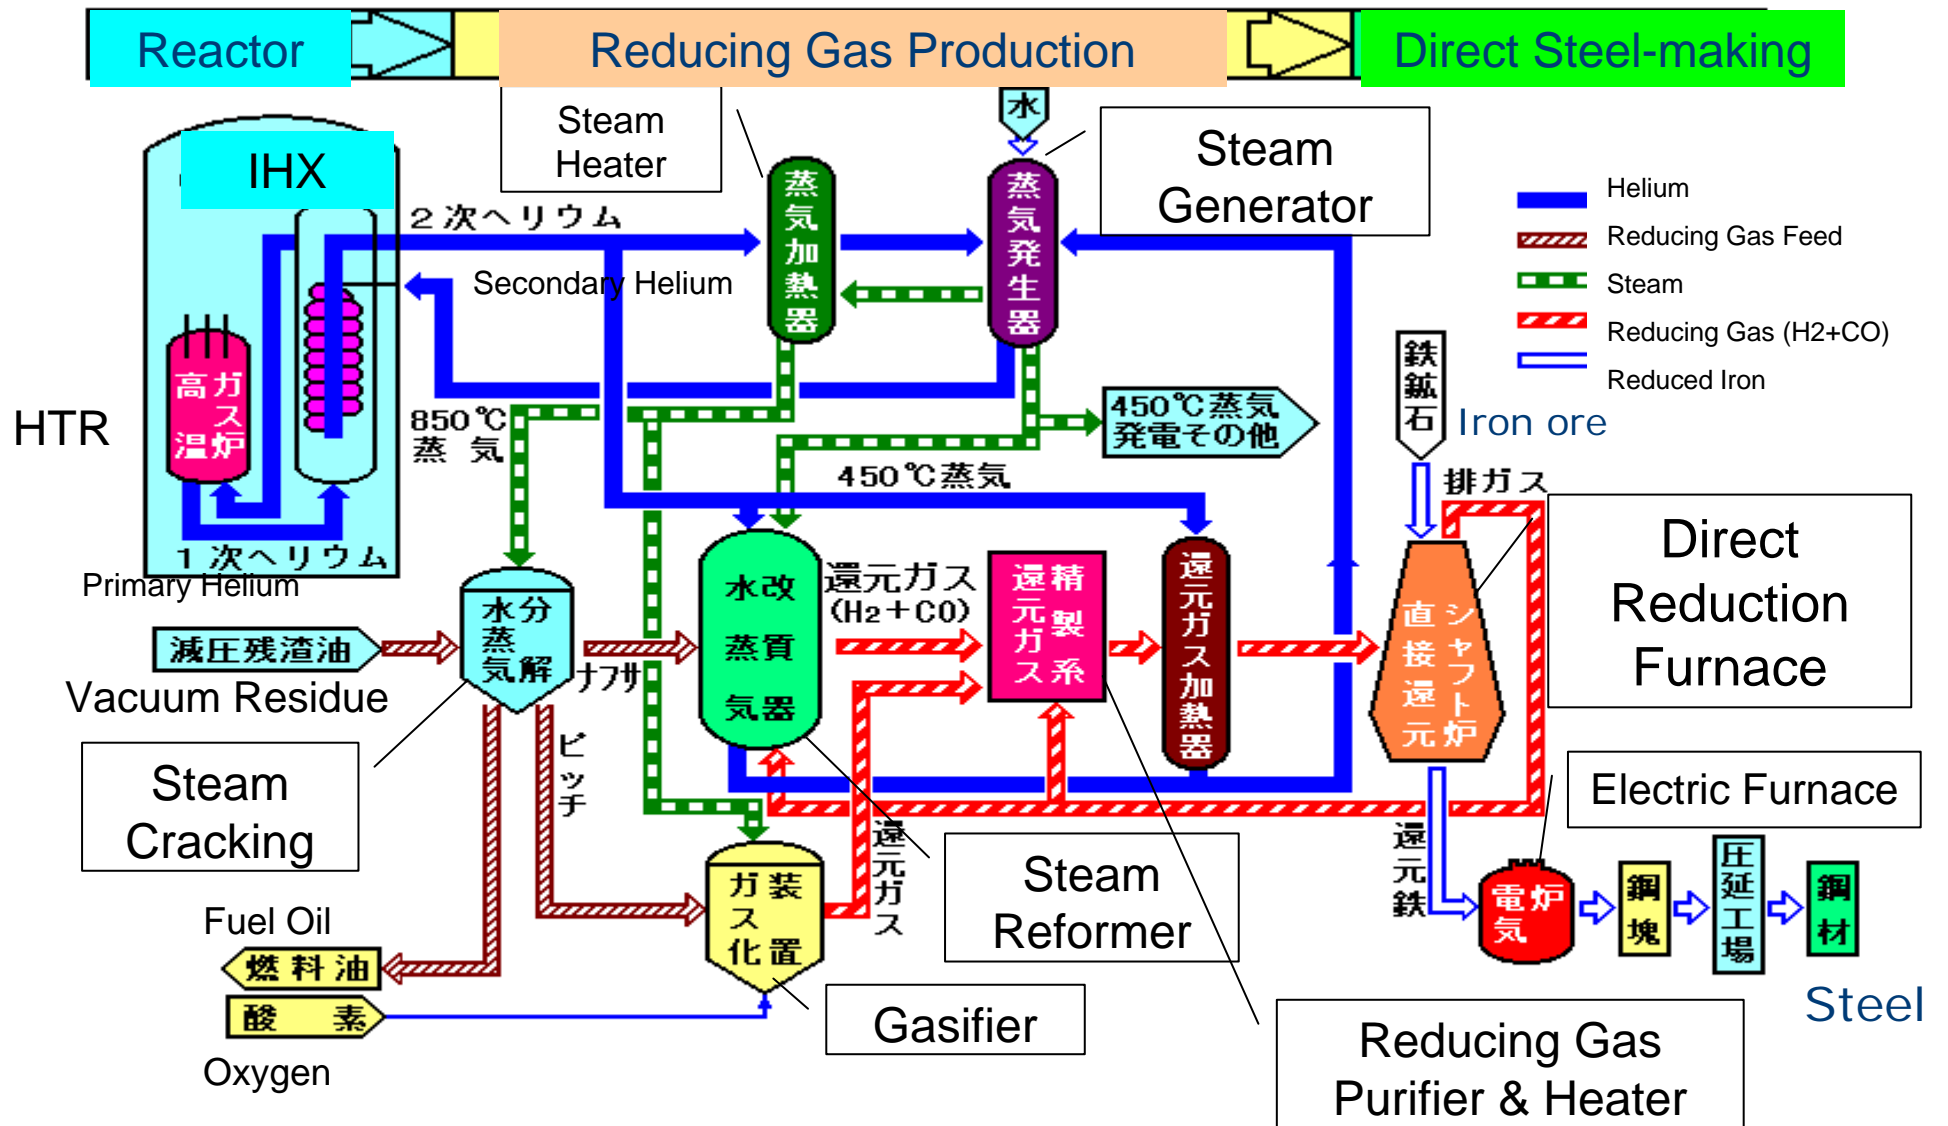 Reactor
Reducing Gas Production
Direct Steel-making
Steam
Heater
水
Steam
Generator
IHX
2次ヘリウム
Secondary Helium
蒸気加熱器
蒸気発生器
Helium
Reducing Gas Feed
Steam
Reducing Gas (H2+CO)
Reduced Iron
HTR
高温ガス炉
850℃
蒸気
450℃蒸気
発電その他
450℃蒸気
鉄鉱石
Iron ore
排ガス
1次ヘリウム
Primary Helium
Direct
Reduction
Furnace
減圧残渣油
Vacuum Residue
水蒸気分解
ナフサ
水蒸気改質器
還元ガス
(H2+CO)
還元ガス精製系
還元ガス加熱器
直接還元シャフト炉
Steam
Cracking
ピッチ
還元ガス
還元鉄
Electric Furnace
ガス化装置
Steam
Reformer
電気炉
鋼塊
圧延工場
鋼材
Fuel Oil
燃料油
酸素
Oxygen
Gasifier
Steel
Reducing Gas
Purifier & Heater